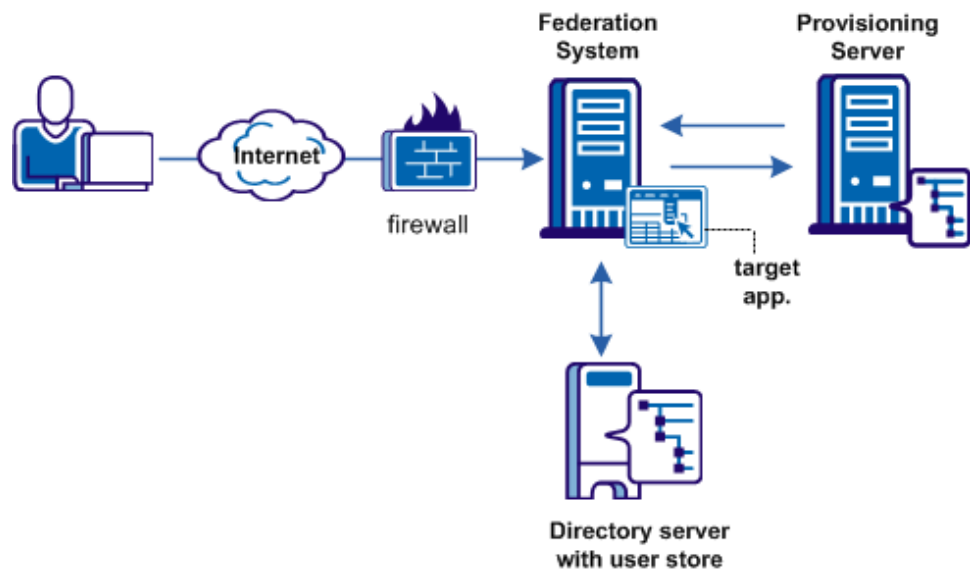 Federation
System
Provisioning
Server
Internet
firewall
target
app.
Directory server
with user store